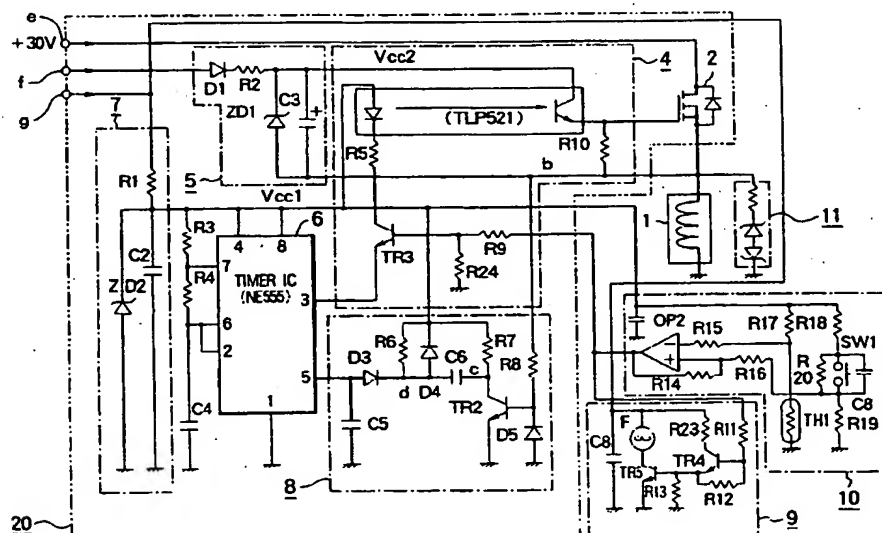 e
+30V
f
g
7
D1
R2
Vcc2
4
2
ZD1
C3
+
(TLP521)
R5
R10
b
5
R1
Vcc1
6
1
11
R3
4
8
TR3
R9
R24
C2
ZD2
R4
7
TIMER IC
(NE555)
3
6
2
OP2
R15
R17
R18
SW1
R6
R7
R8
D3
C6
c
R14
R16
R20
C8
5
d
D4
TR2
D5
TH1
R19
C4
1
C5
C8
F
R23
R11
TR4
TR5
R13
R12
8
9
10
20